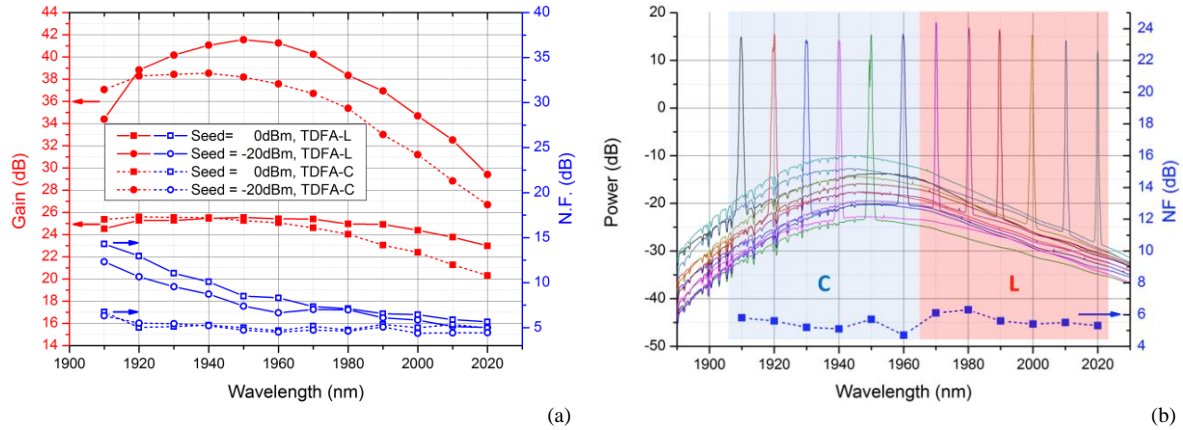 44
42
40
38
36
34
32
30
28
26
24
22
20
18
16
14
Gain (dB)
40
35
30
25
20
15
10
5
N.F. (dB)
Seed= 0dBm, TDFA-L
Seed = -20dBm, TDFA-L
Seed = 0dBm, TDFA-C
Seed = -20dBm, TDFA-C
1900 1920 1940 1960 1980 2000 2020
Wavelength (nm)
(a)
20
10
0
-10
-20
-30
-40
-50
Power (dBm)
24
22
20
18
16
14
12
10
8
6
4
NF (dB)
C
L
1900 1920 1940 1960 1980 2000 2020
Wavelength (nm)
(b)